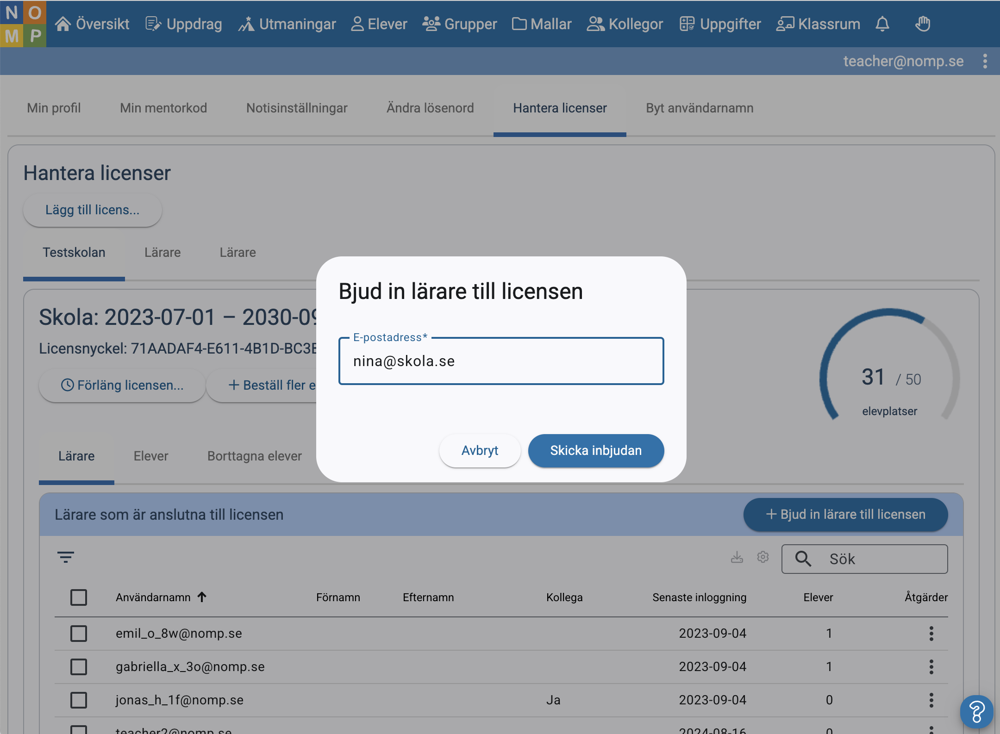 N O
M P
Översikt Uppdrag Utmaningar Elever Grupper Mallar Kollegor Uppgifter Klassrum
teacher@nomp.se
Min profil Min mentorkod Notisinställningar Ändra lösenord Hantera licenser Byt användarnamn
Hantera licenser
Lägg till licens...
Testskolan Lärare Lärare
Bjud in lärare till licensen
E-postadress*
nina@skola.se
Avbryt Skicka inbjudan
Skola: 2023-07-01 – 2030-09
Licensnyckel: 71AADAF4-E611-4B1D-BC3
Förläng licensen... + Beställ fler e
31 / 50
elevplatser
Lärare Elever Borttagna elever
Lärare som är anslutna till licensen + Bjud in lärare till licensen
Sök
Användarnamn Förnamn Efternamn Kollega Senaste inloggning Elever Åtgärder
emil_o_8w@nomp.se 2023-09-04 1
gabriella_x_3o@nomp.se 2023-09-04 1
jonas_h_1f@nomp.se Ja 2023-09-04 0
teacher2@nomp.se 2024-08-16 0